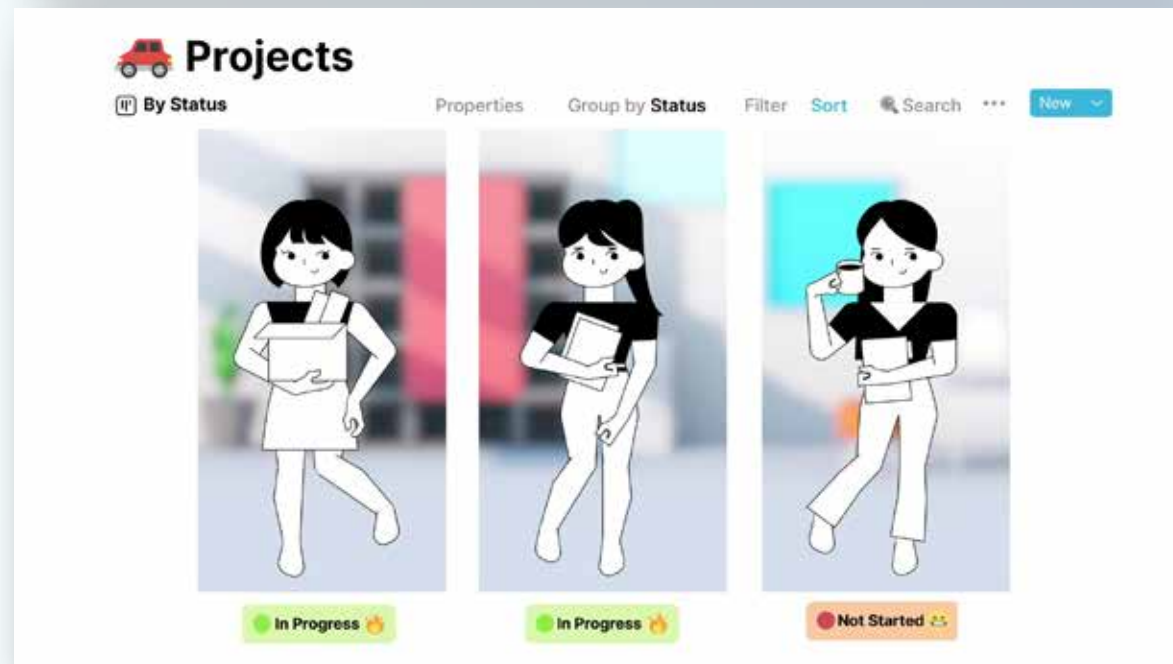 Projects
By Status
Properties Group by Status Filter Sort Search ••• New
In Progress
In Progress
Not Started